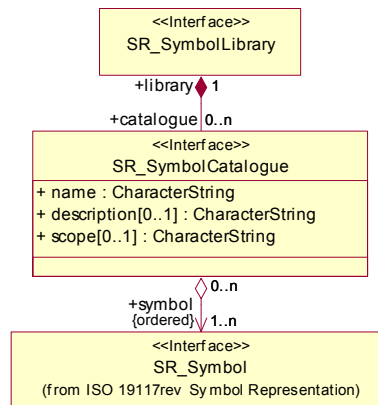 <<Interface>>
SR_SymbolLibrary
+library 1
+catalogue 0..n
<<Interface>>
SR_SymbolCatalogue
+ name : CharacterString
+ description[0..1] : CharacterString
+ scope[0..1] : CharacterString
0..n
+symbol
{ordered} 1..n
<<Interface>>
SR_Symbol
(from ISO 19117rev Symbol Representation)